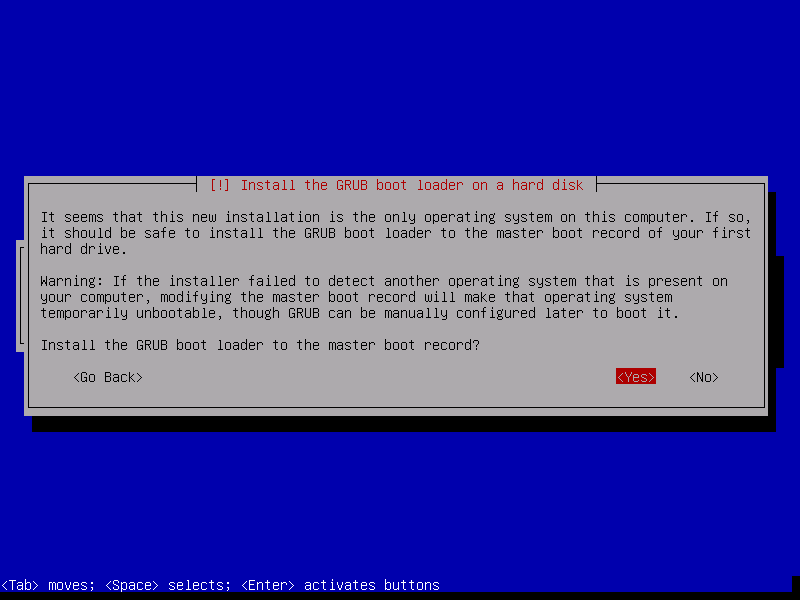 [!] Install the GRUB boot loader on a hard disk
It seems that this new installation is the only operating system on this computer. If so,
it should be safe to install the GRUB boot loader to the master boot record of your first
hard drive.
Warning: If the installer failed to detect another operating system that is present on
your computer, modifying the master boot record will make that operating system
temporarily unbootable, though GRUB can be manually configured later to boot it.
Install the GRUB boot loader to the master boot record?
<Go Back> <Yes> <No>
<Tab> moves; <Space> selects; <Enter> activates buttons